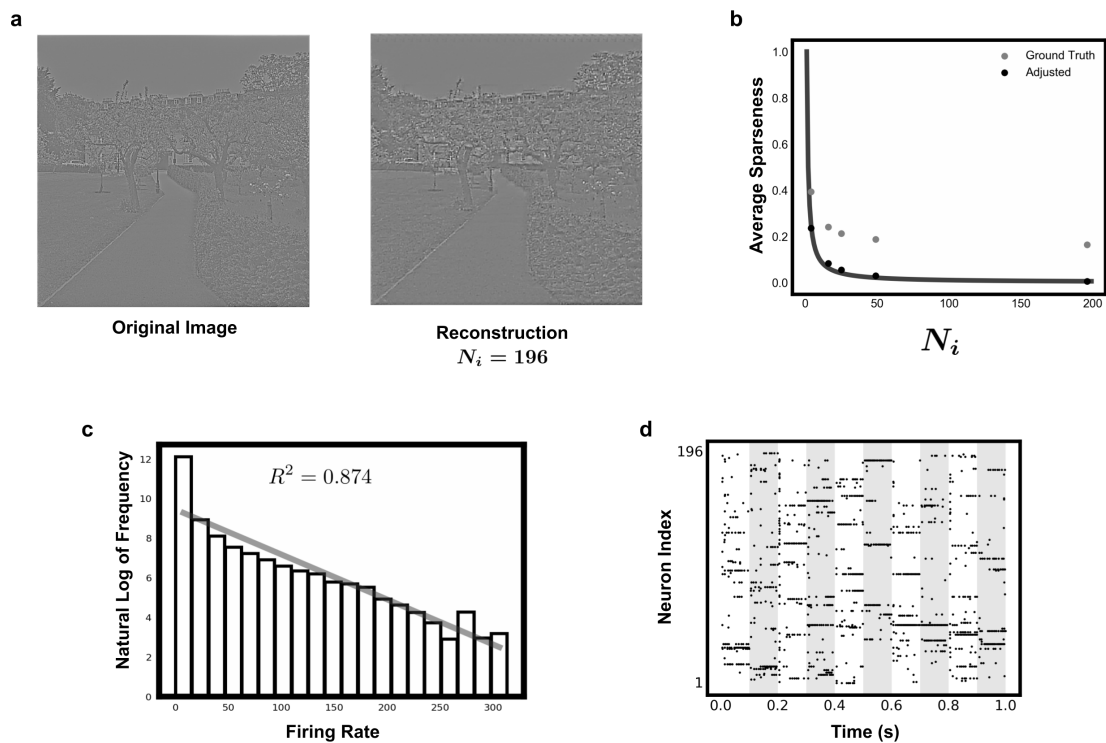 a
Original Image
Reconstruction
N_i = 196
b
Ground Truth
Adjusted
Average Sparseness
1.0
0.8
0.6
0.4
0.2
0.0
0
50
100
150
200
N_i
c
R² = 0.874
Natural Log of Frequency
12
10
8
6
4
2
0
0
50
100
150
200
250
300
Firing Rate
d
196
Neuron Index
1
0.0
0.2
0.4
0.6
0.8
1.0
Time (s)